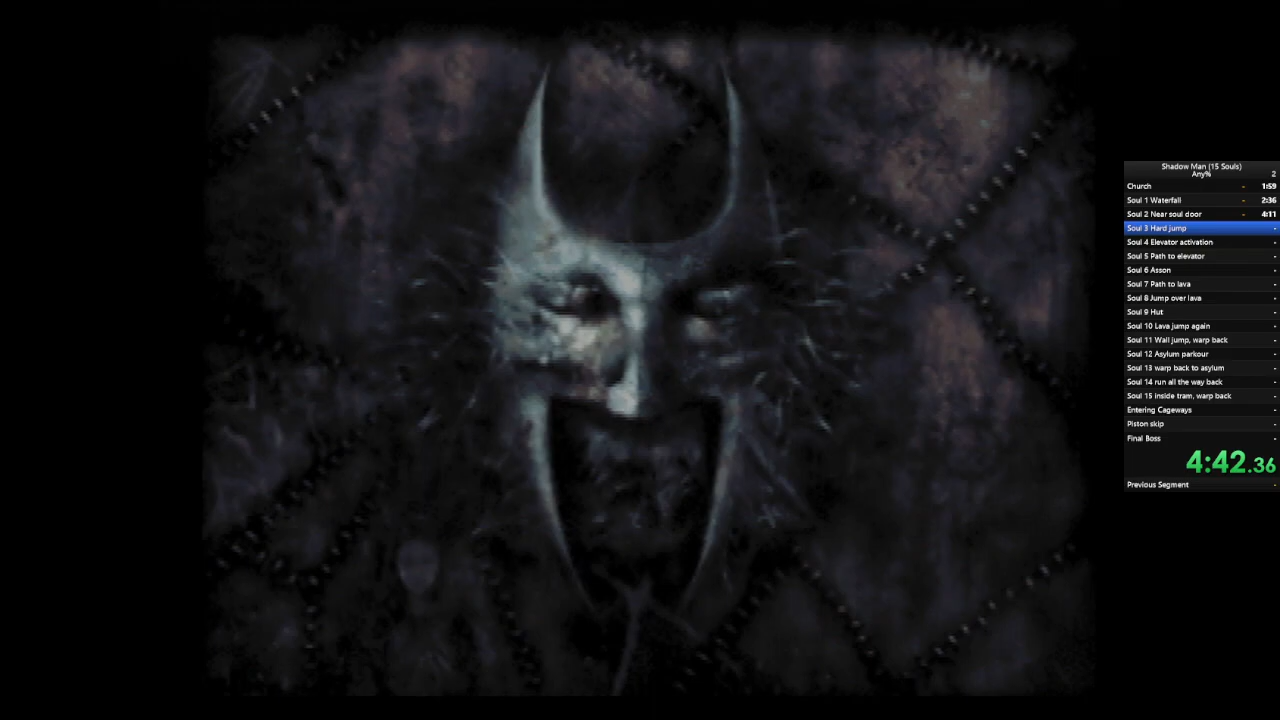 Shadow Man (15 Souls)
Any% 2
Church - 1:59
Soul 1 Waterfall - 2:36
Soul 2 Near soul door - 4:11
Soul 3 Hard jump -
Soul 4 Elevator activation -
Soul 5 Path to elevator -
Soul 6 Asson -
Soul 7 Path to lava -
Soul 8 Jump over lava -
Soul 9 Hut -
Soul 10 Lava jump again -
Soul 11 Wall jump, warp back -
Soul 12 Asylum parkour -
Soul 13 warp back to asylum -
Soul 14 run all the way back -
Soul 15 inside tram, warp back -
Entering Cageways -
Piston skip -
Final Boss -
4:42.36
Previous Segment -